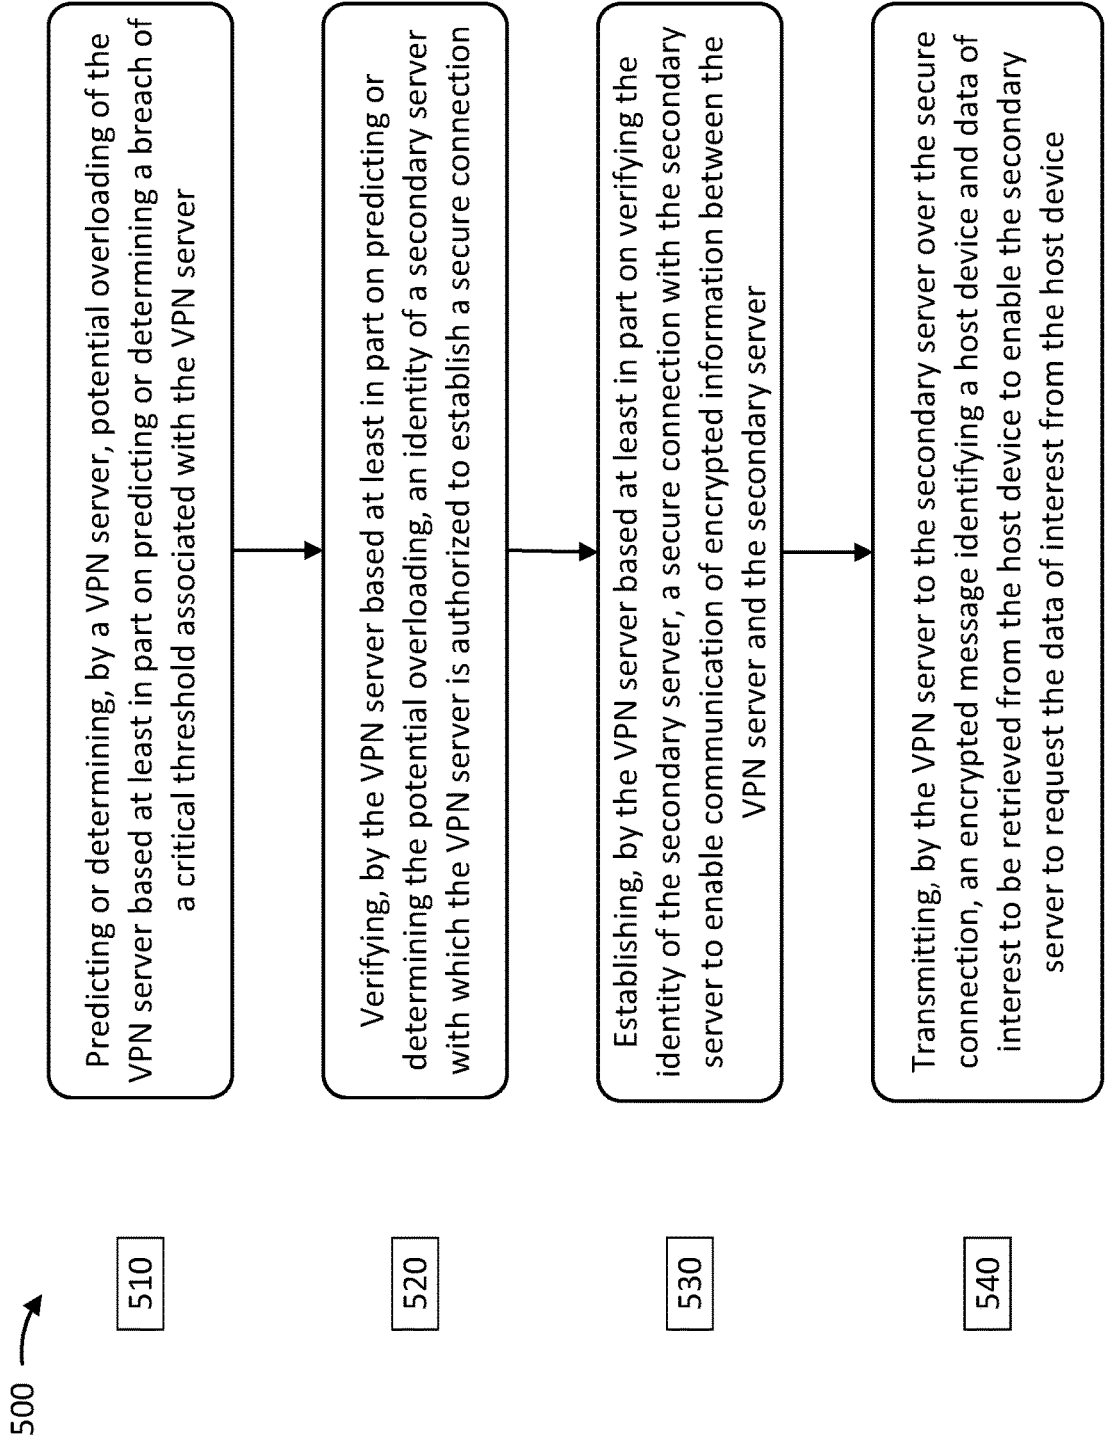 500
510
Predicting or determining, by a VPN server, potential overloading of the
VPN server based at least in part on predicting or determining a breach of
a critical threshold associated with the VPN server
520
Verifying, by the VPN server based at least in part on predicting or
determining the potential overloading, an identity of a secondary server
with which the VPN server is authorized to establish a secure connection
530
Establishing, by the VPN server based at least in part on verifying the
identity of the secondary server, a secure connection with the secondary
server to enable communication of encrypted information between the
VPN server and the secondary server
540
Transmitting, by the VPN server to the secondary server over the secure
connection, an encrypted message identifying a host device and data of
interest to be retrieved from the host device to enable the secondary
server to request the data of interest from the host device